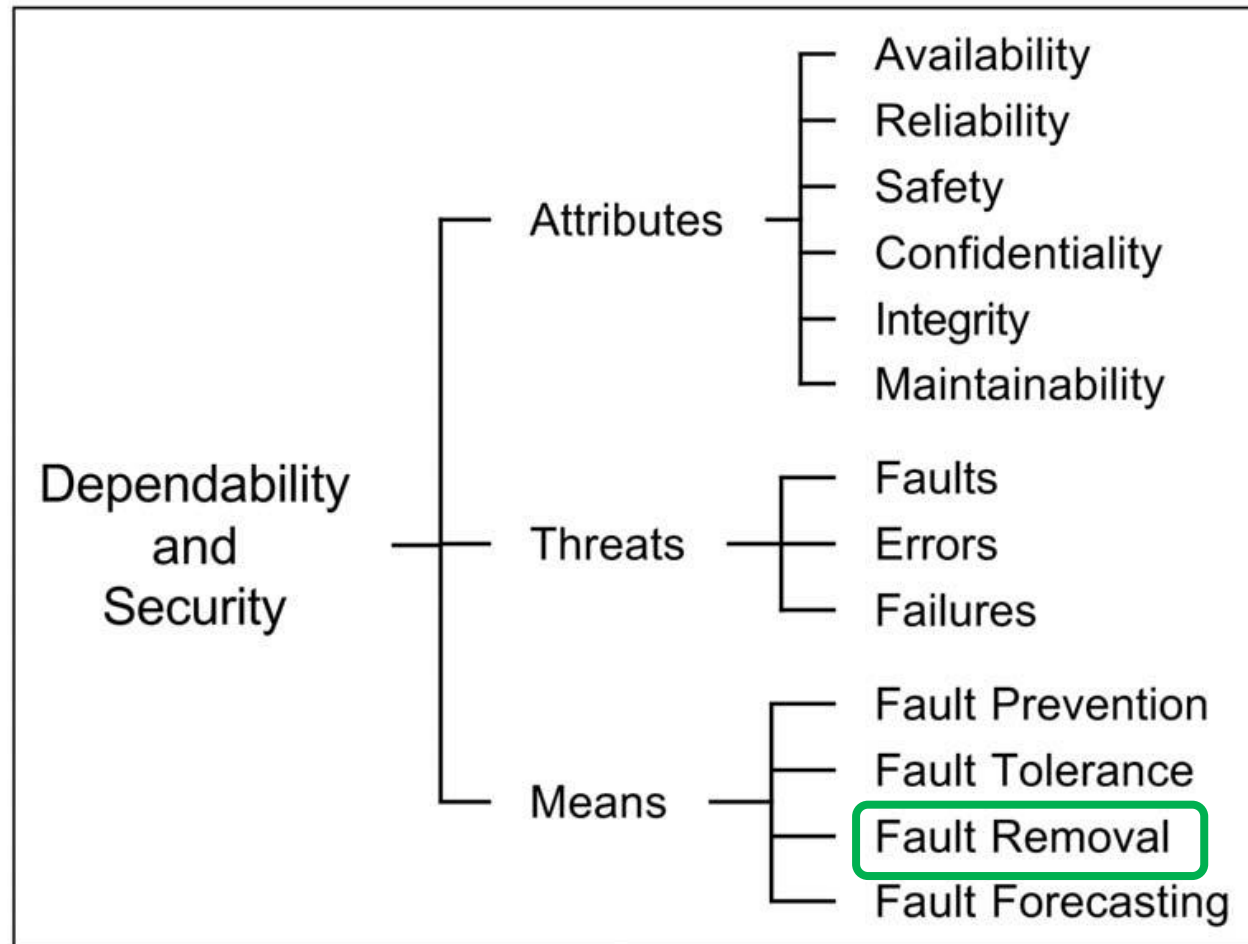 Dependability
and
Security
Attributes
Availability
Reliability
Safety
Confidentiality
Integrity
Maintainability
Threats
Faults
Errors
Failures
Means
Fault Prevention
Fault Tolerance
Fault Removal
Fault Forecasting